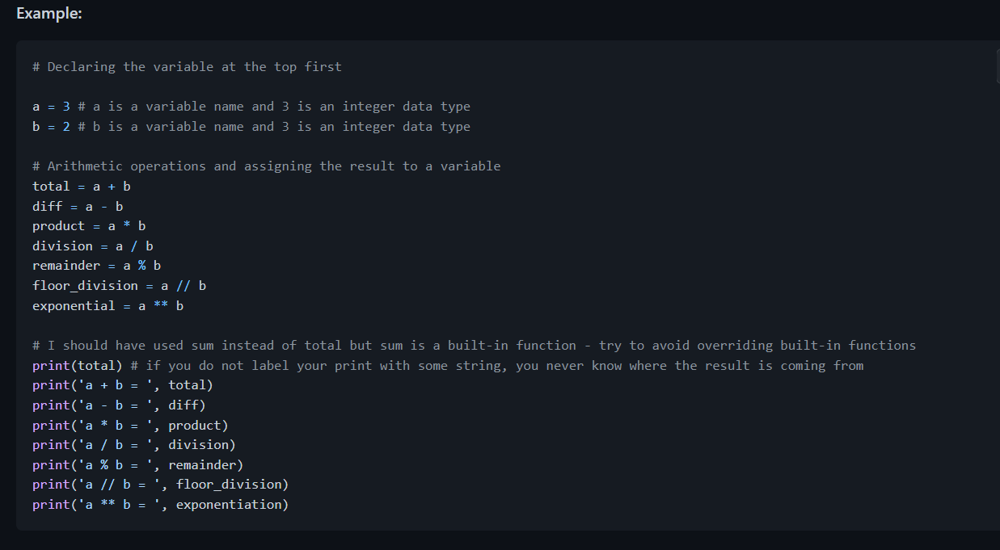 Example:
# Declaring the variable at the top first
a = 3 # a is a variable name and 3 is an integer data type
b = 2 # b is a variable name and 3 is an integer data type
# Arithmetic operations and assigning the result to a variable
total = a + b
diff = a - b
product = a * b
division = a / b
remainder = a % b
floor_division = a // b
exponential = a ** b
# I should have used sum instead of total but sum is a built-in function - try to avoid overriding built-in functions
print(total) # if you do not label your print with some string, you never know where the result is coming from
print('a + b = ', total)
print('a - b = ', diff)
print('a * b = ', product)
print('a / b = ', division)
print('a % b = ', remainder)
print('a // b = ', floor_division)
print('a ** b = ', exponentiation)